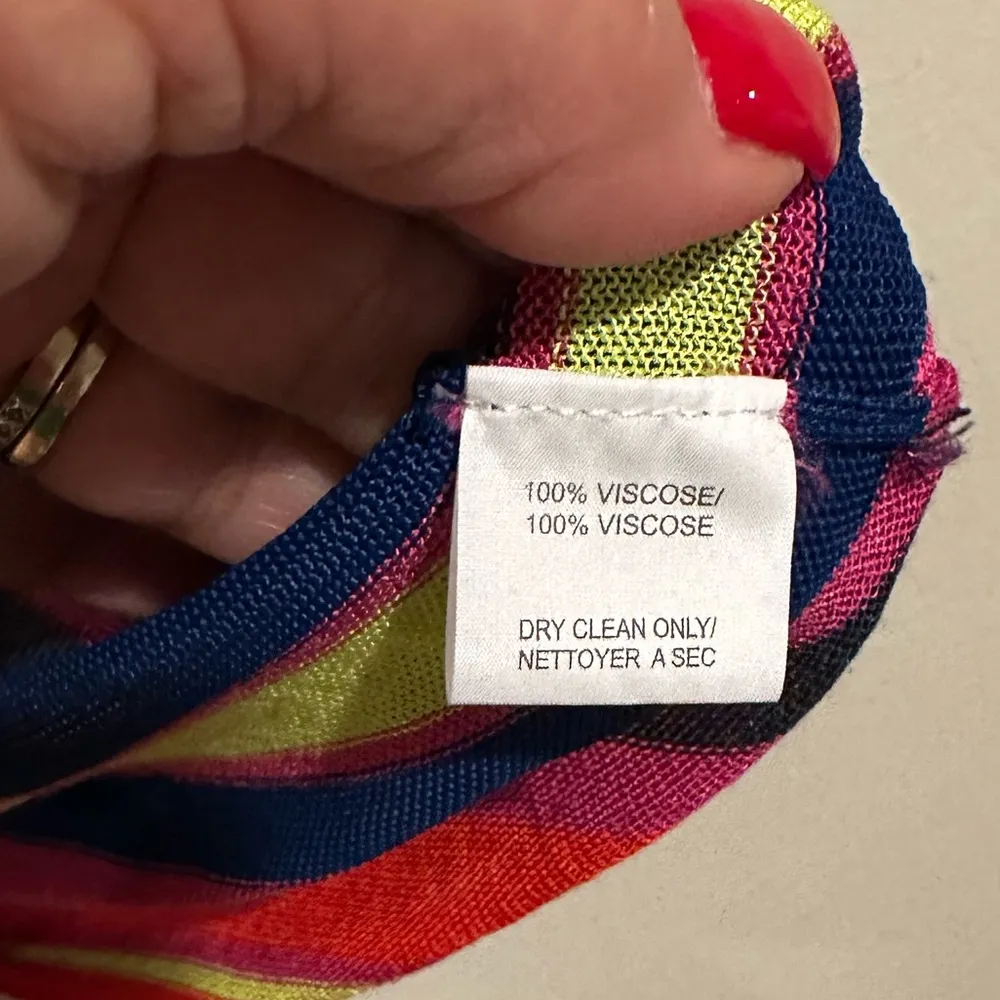 100% VISCOSE/
100% VISCOSE
DRY CLEAN ONLY/
NETTOYER A SEC